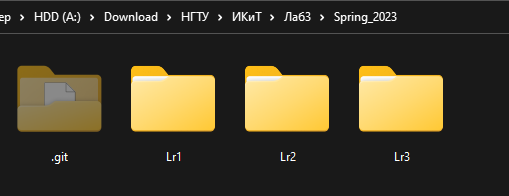 ер > HDD (A:) > Download > НГТУ > ИКиТ > Лаб3 > Spring_2023
.git Lr1 Lr2 Lr3